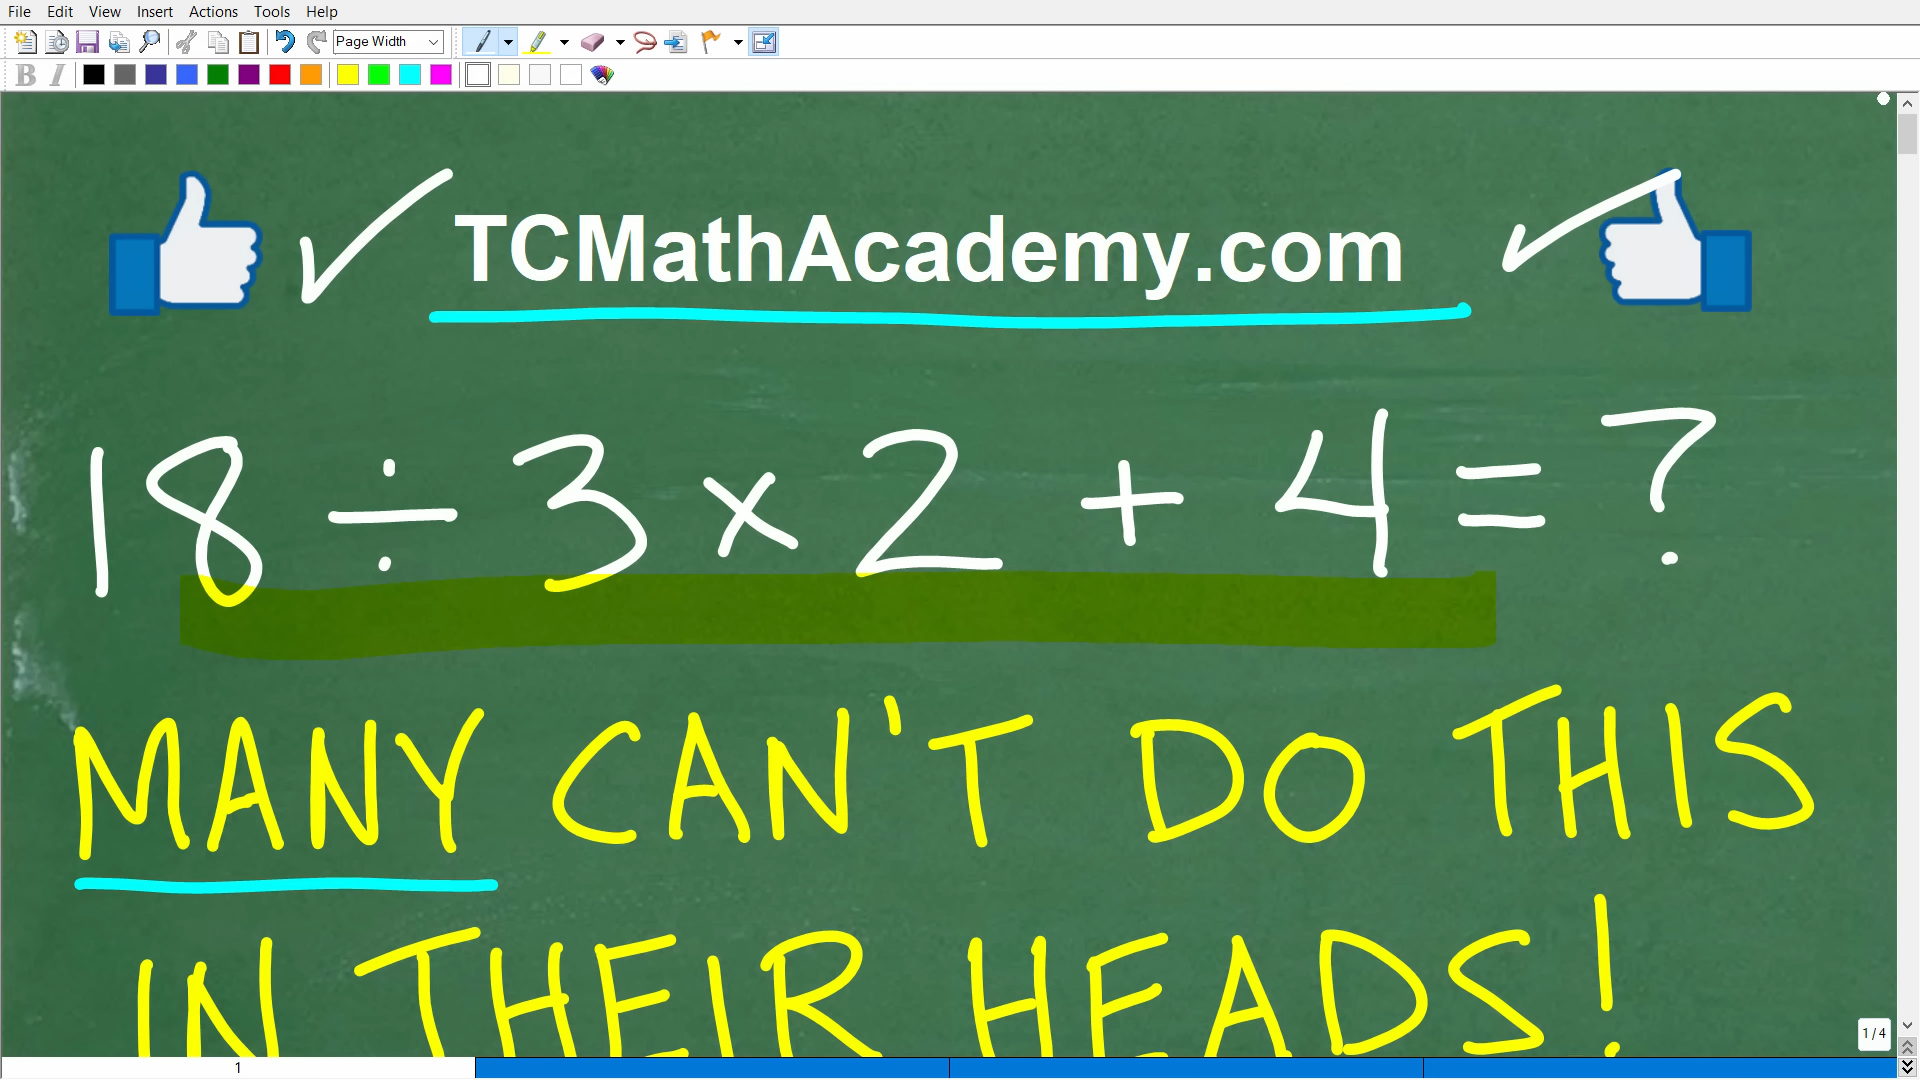 File Edit View Insert Actions Tools Help
Page Width
B I
TCMathAcademy.com
18 ÷ 3 × 2 + 4 = ?
MANY CAN'T DO THIS
IN THEIR HEADS!
1 / 4
1